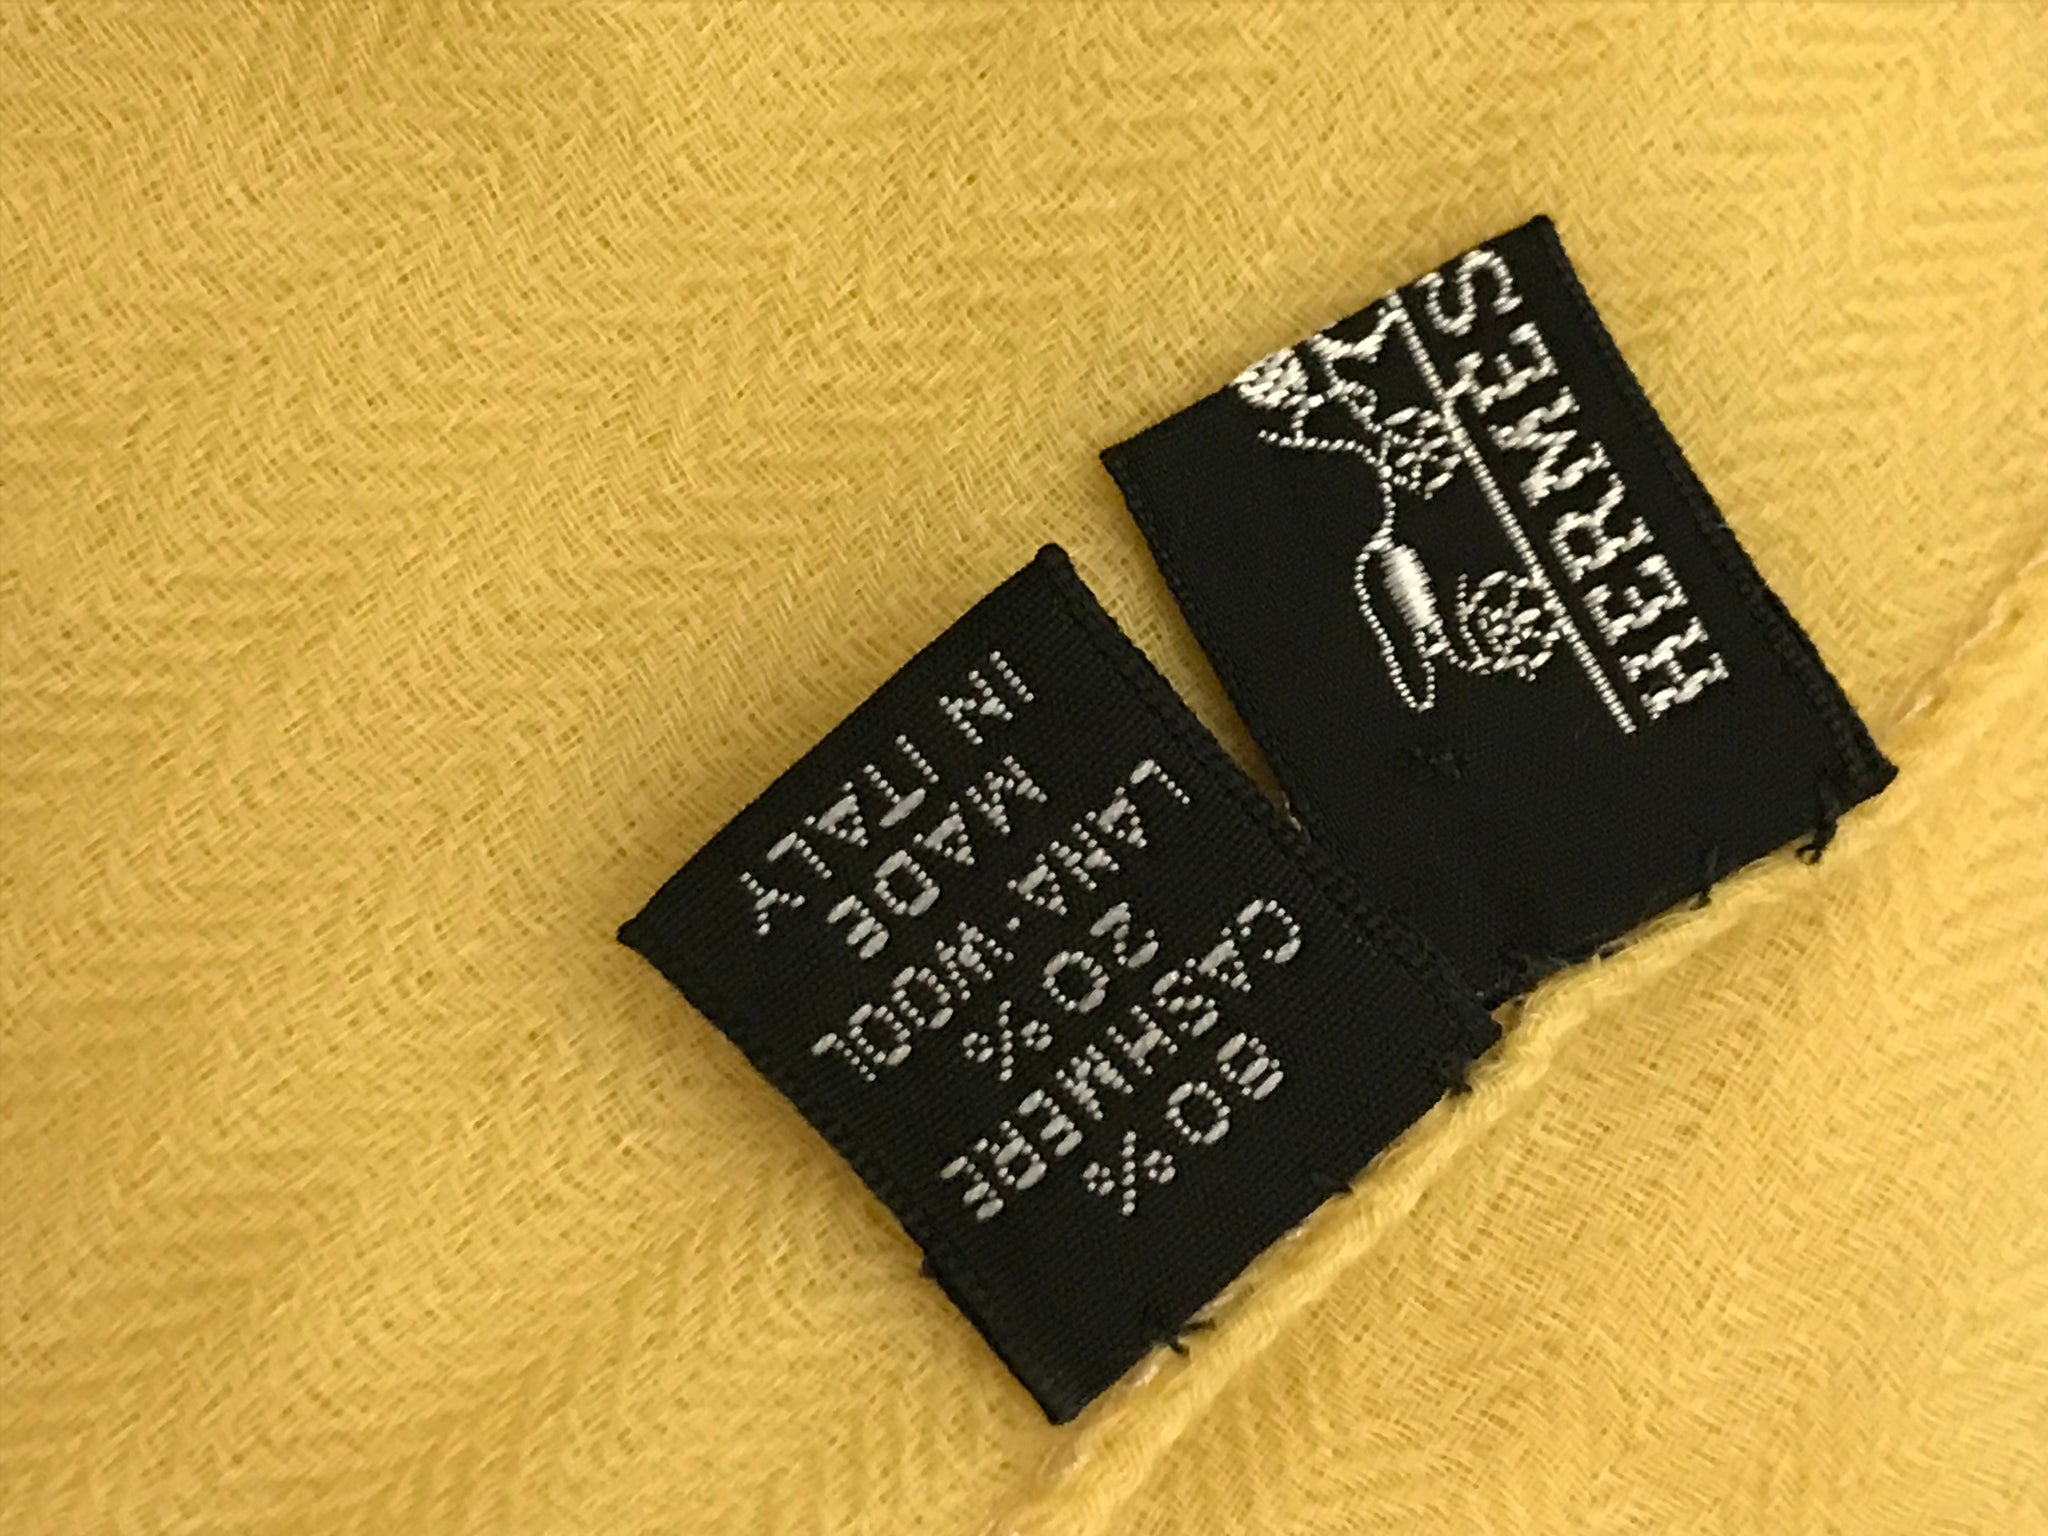 HERMES
80 %
CASHMERE
20 %
LANA-WOOL
MADE
IN ITALY